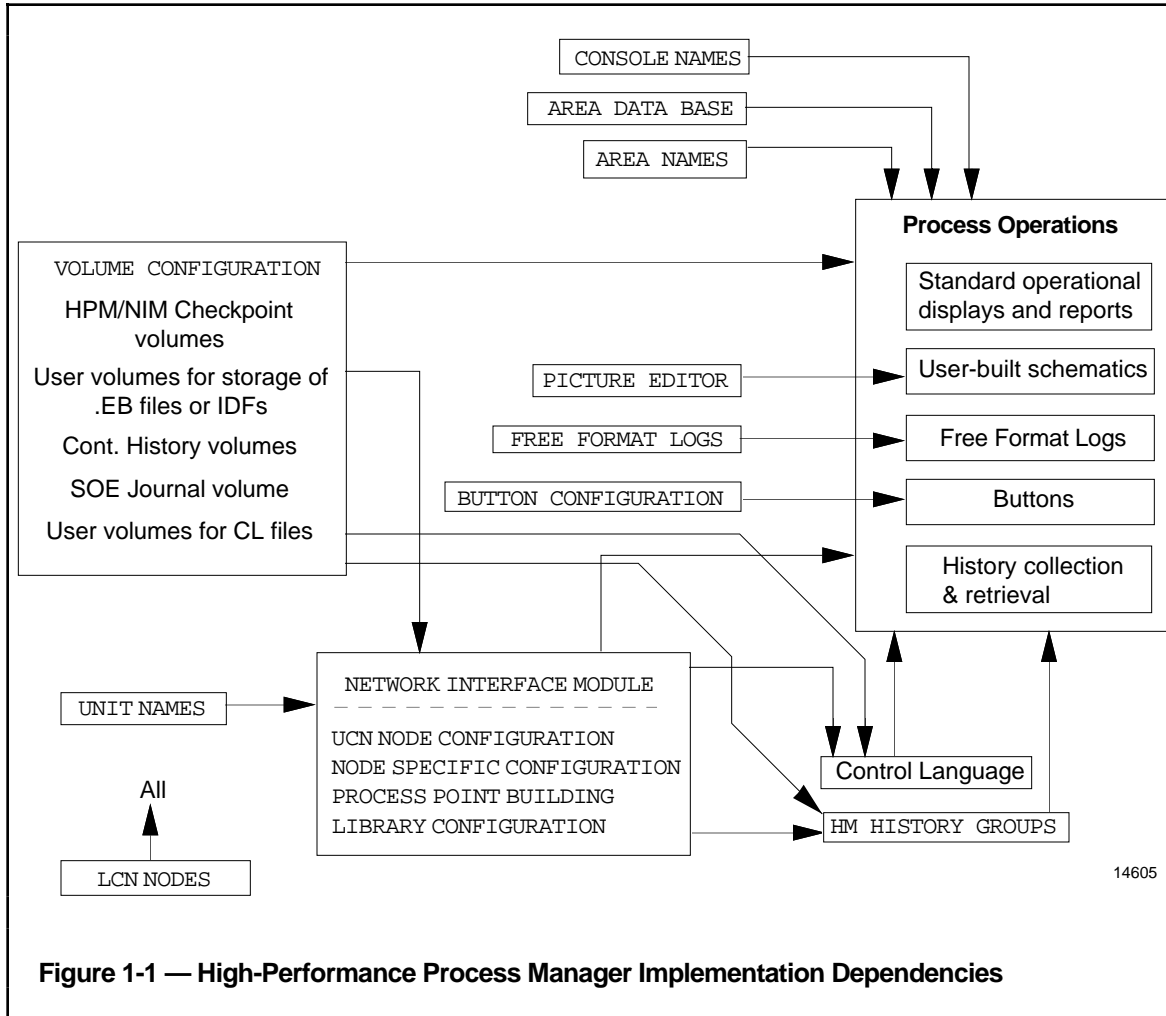 CONSOLE NAMES
AREA DATA BASE
AREA NAMES
Process Operations
Standard operational
displays and reports
User-built schematics
Free Format Logs
Buttons
History collection
& retrieval
VOLUME CONFIGURATION
HPM/NIM Checkpoint
volumes
User volumes for storage of
.EB files or IDFs
Cont. History volumes
SOE Journal volume
User volumes for CL files
PICTURE EDITOR
FREE FORMAT LOGS
BUTTON CONFIGURATION
UNIT NAMES
NETWORK INTERFACE MODULE
UCN NODE CONFIGURATION
NODE SPECIFIC CONFIGURATION
PROCESS POINT BUILDING
LIBRARY CONFIGURATION
Control Language
HM HISTORY GROUPS
All
LCN NODES
14605
Figure 1-1 — High-Performance Process Manager Implementation Dependencies